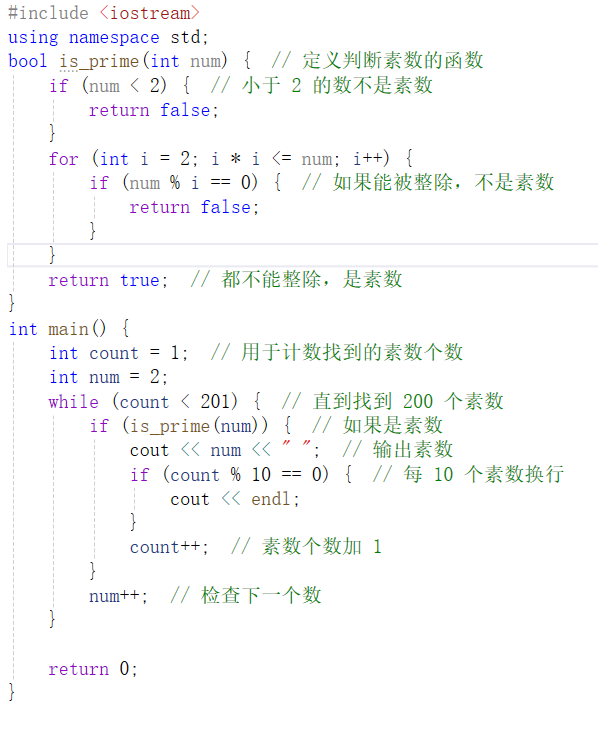 #include <iostream>
using namespace std;
bool is_prime(int num) {  // 定义判断素数的函数
    if (num < 2) {  // 小于 2 的数不是素数
        return false;
    }
    for (int i = 2; i * i <= num; i++) {
        if (num % i == 0) {  // 如果能被整除，不是素数
            return false;
        }
    }
    return true;  // 都不能整除，是素数
}
int main() {
    int count = 1;  // 用于计数找到的素数个数
    int num = 2;
    while (count < 201) {  // 直到找到 200 个素数
        if (is_prime(num)) {  // 如果是素数
            cout << num << " ";  // 输出素数
            if (count % 10 == 0) {  // 每 10 个素数换行
                cout << endl;
            }
            count++;  // 素数个数加 1
        }
        num++;  // 检查下一个数
    }

    return 0;
}